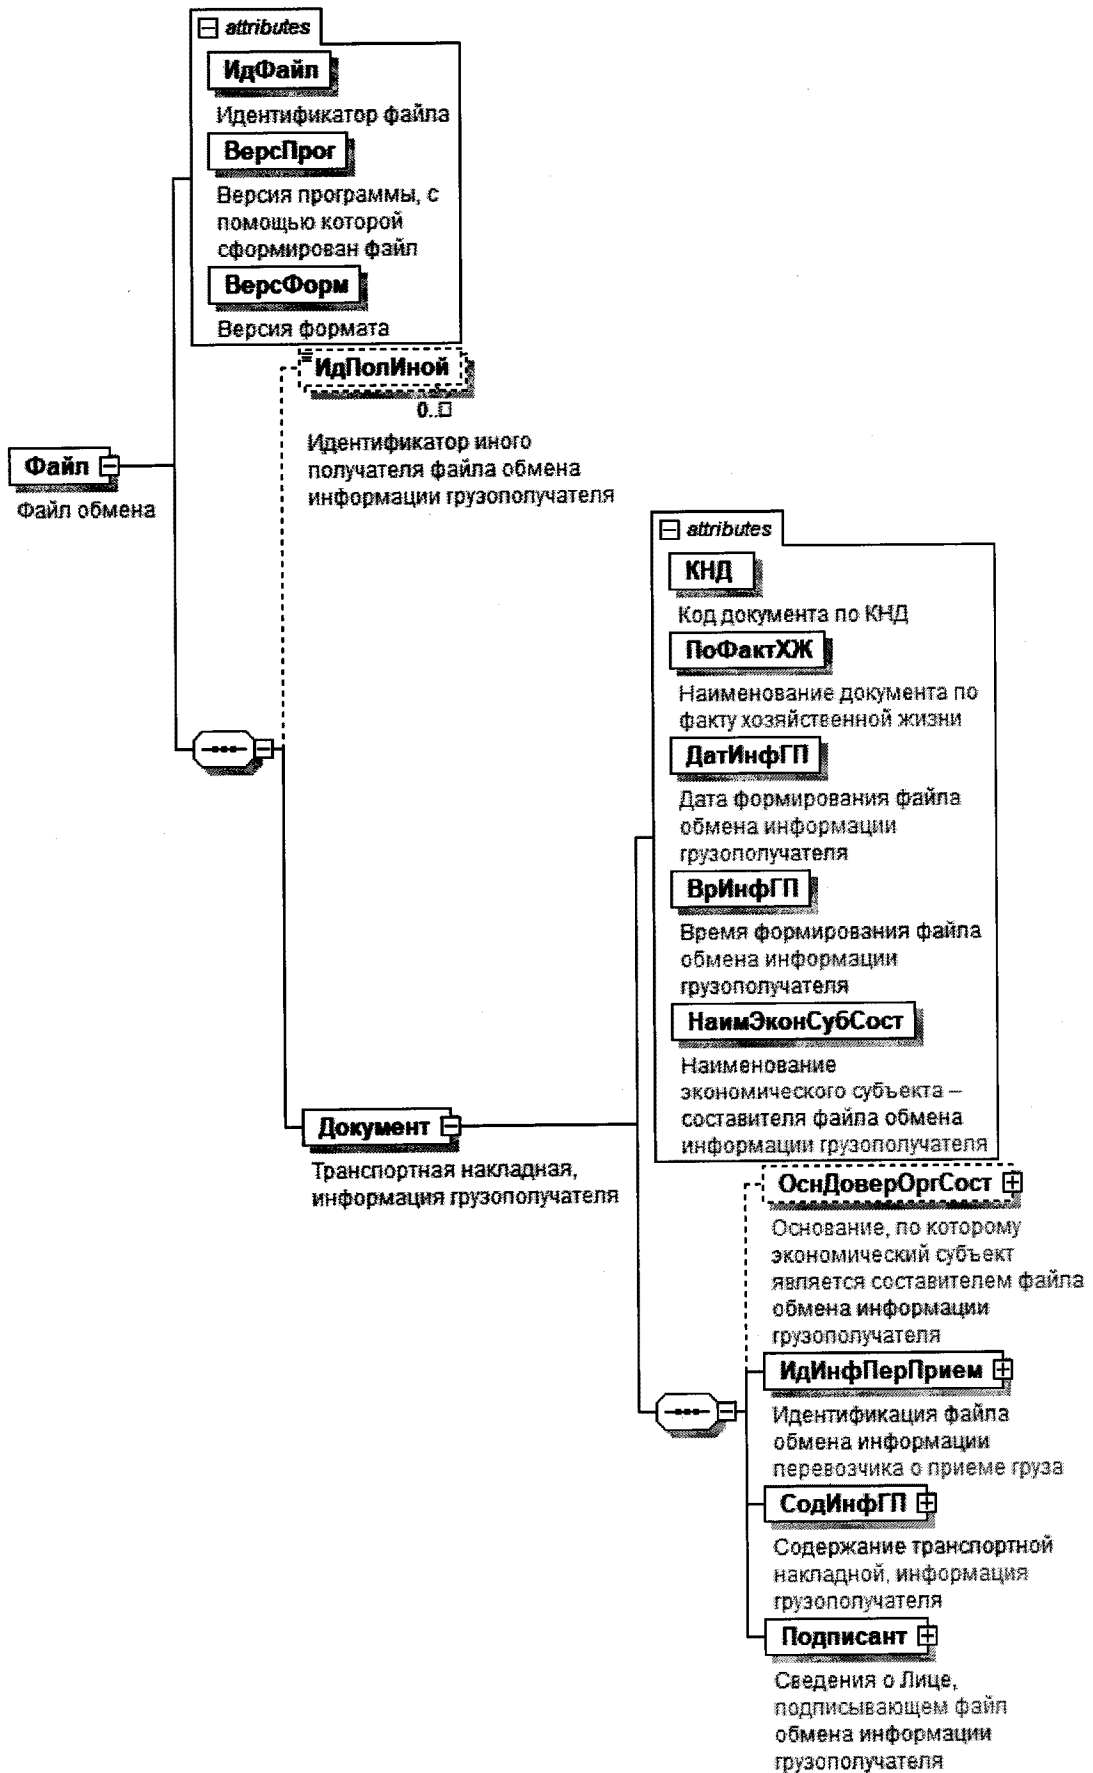 attributes
ИдФайл
Идентификатор файла
ВерсПрог
Версия программы, с
помощью которой
сформирован файл
ВерсФорм
Версия формата
ИдПолИной
0..□
Идентификатор иного
получателя файла обмена
информации грузополучателя
Файл
Файл обмена
attributes
КНД
Код документа по КНД
ПоФактХЖ
Наименование документа по
факту хозяйственной жизни
ДатИнфГП
Дата формирования файла
обмена информации
грузополучателя
ВрИнфГП
Время формирования файла
обмена информации
грузополучателя
НаимЭконСубСост
Наименование
экономического субъекта –
составителя файла обмена
информации грузополучателя
Документ
Транспортная накладная,
информация грузополучателя
ОснДоверОргСост
Основание, по которому
экономический субъект
является составителем файла
обмена информации
грузополучателя
ИдИнфПерПрием
Идентификация файла
обмена информации
перевозчика о приеме груза
СодИнфГП
Содержание транспортной
накладной, информация
грузополучателя
Подписант
Сведения о Лице,
подписывающем файл
обмена информации
грузополучателя